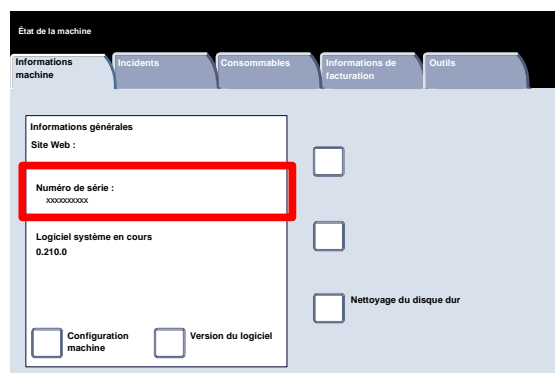 État de la machine
Informations machine
Incidents
Consommables
Informations de facturation
Outils
Informations générales
Site Web :
Numéro de série :
xxxxxxxxxx
Logiciel système en cours
0.210.0
Nettoyage du disque dur
Configuration machine
Version du logiciel